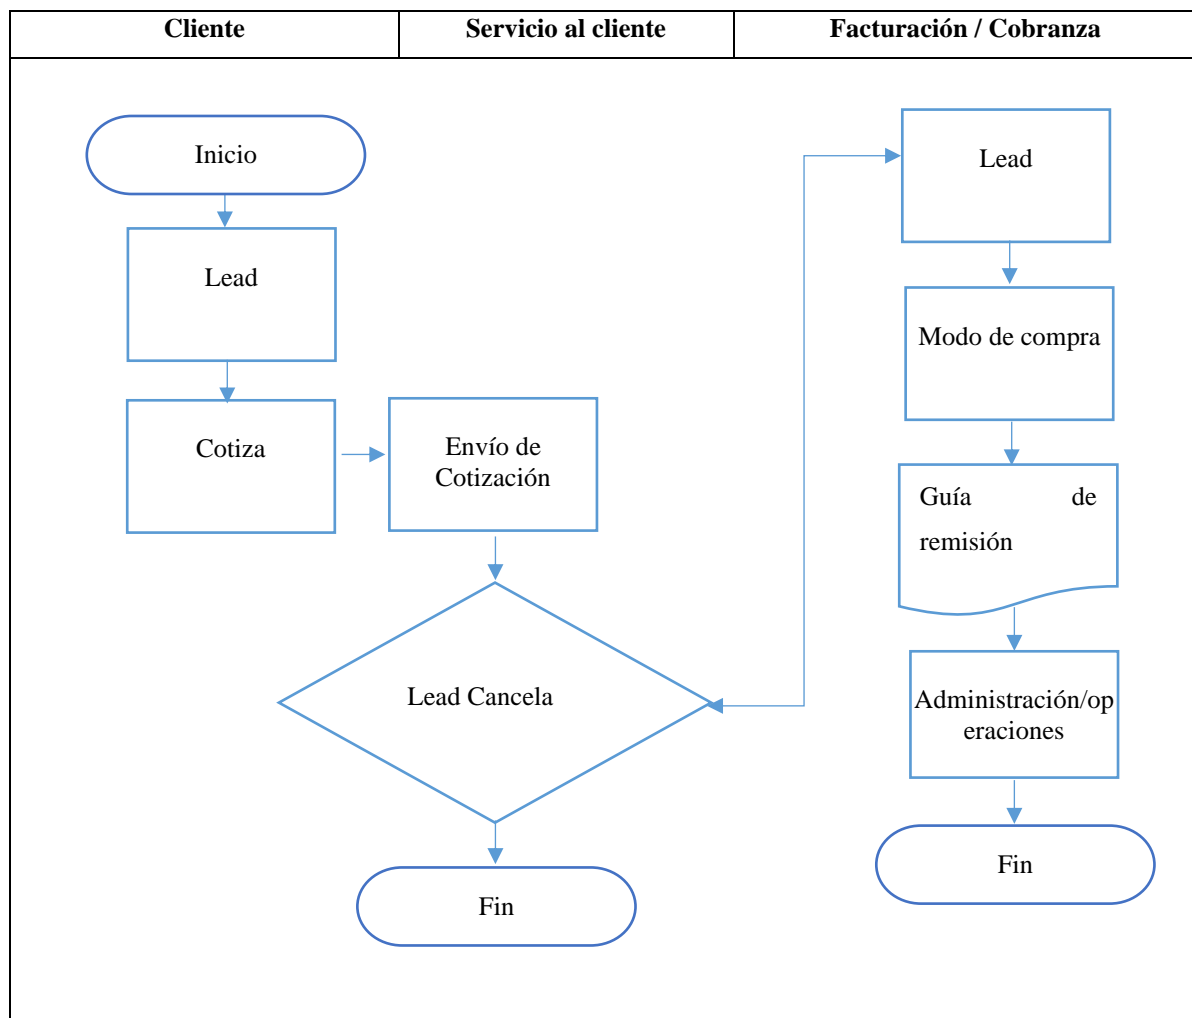 Cliente
Servicio al cliente
Facturación / Cobranza
Inicio
Lead
Cotiza
Envío de
Cotización
Lead Cancela
Fin
Lead
Modo de compra
Guía de
remisión
Administración/op
eraciones
Fin